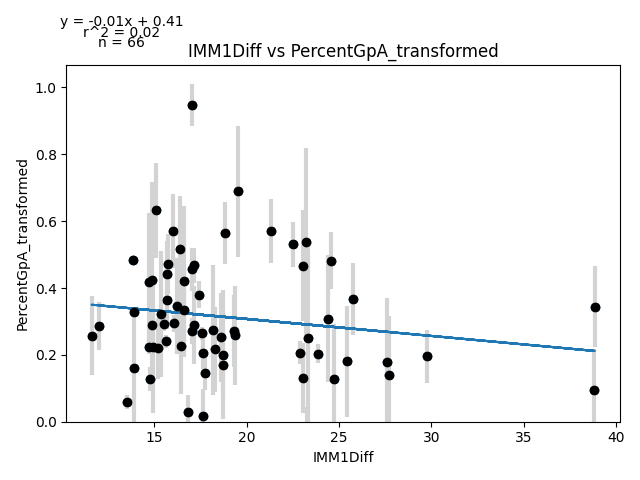 y = -0.01x + 0.41
r^2 = 0.02
n = 66
IMM1Diff vs PercentGpA_transformed
1.0
0.8
0.6
0.4
0.2
0.0
PercentGpA_transformed
15
20
25
30
35
40
IMM1Diff